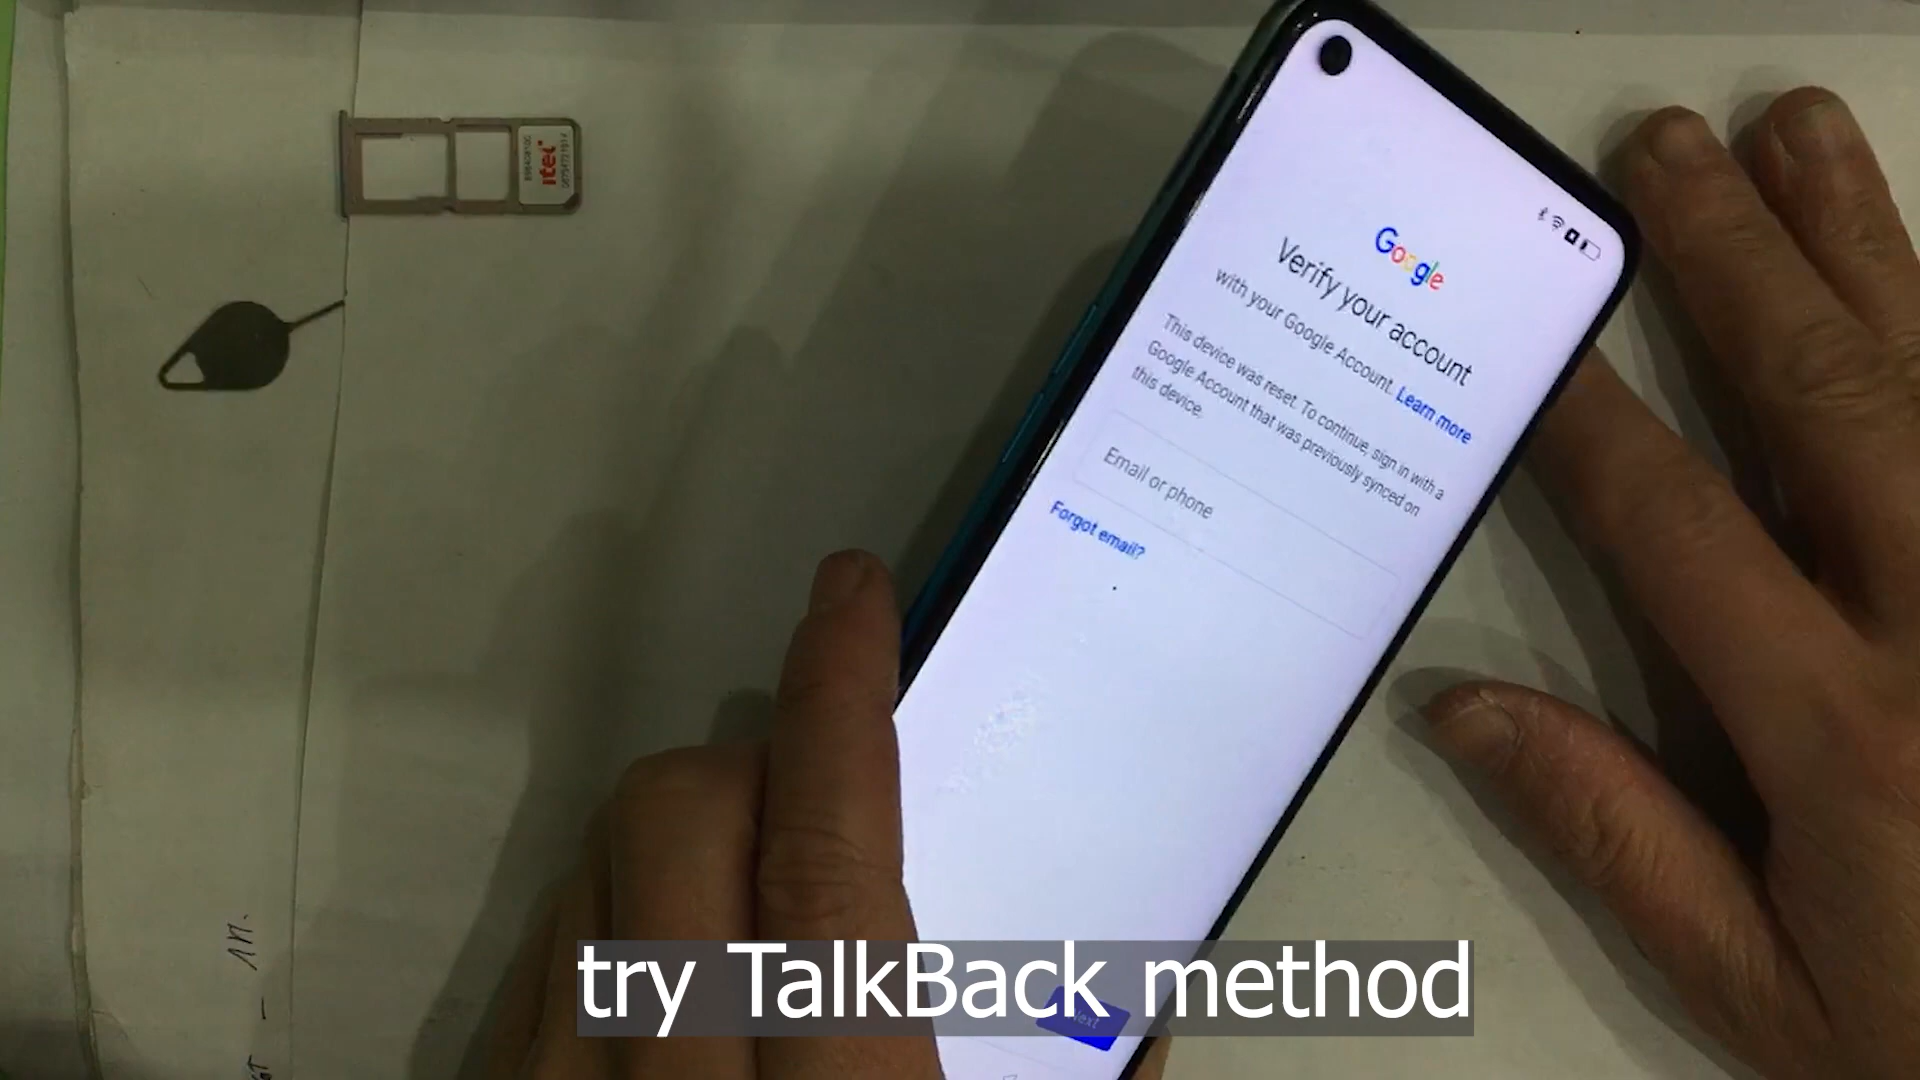 itel
Google
Verify your account
with your Google Account. Learn more
This device was reset. To continue, sign in with a
Google Account that was previously synced on
this device.
Email or phone
Forgot email?
Next
try TalkBack method